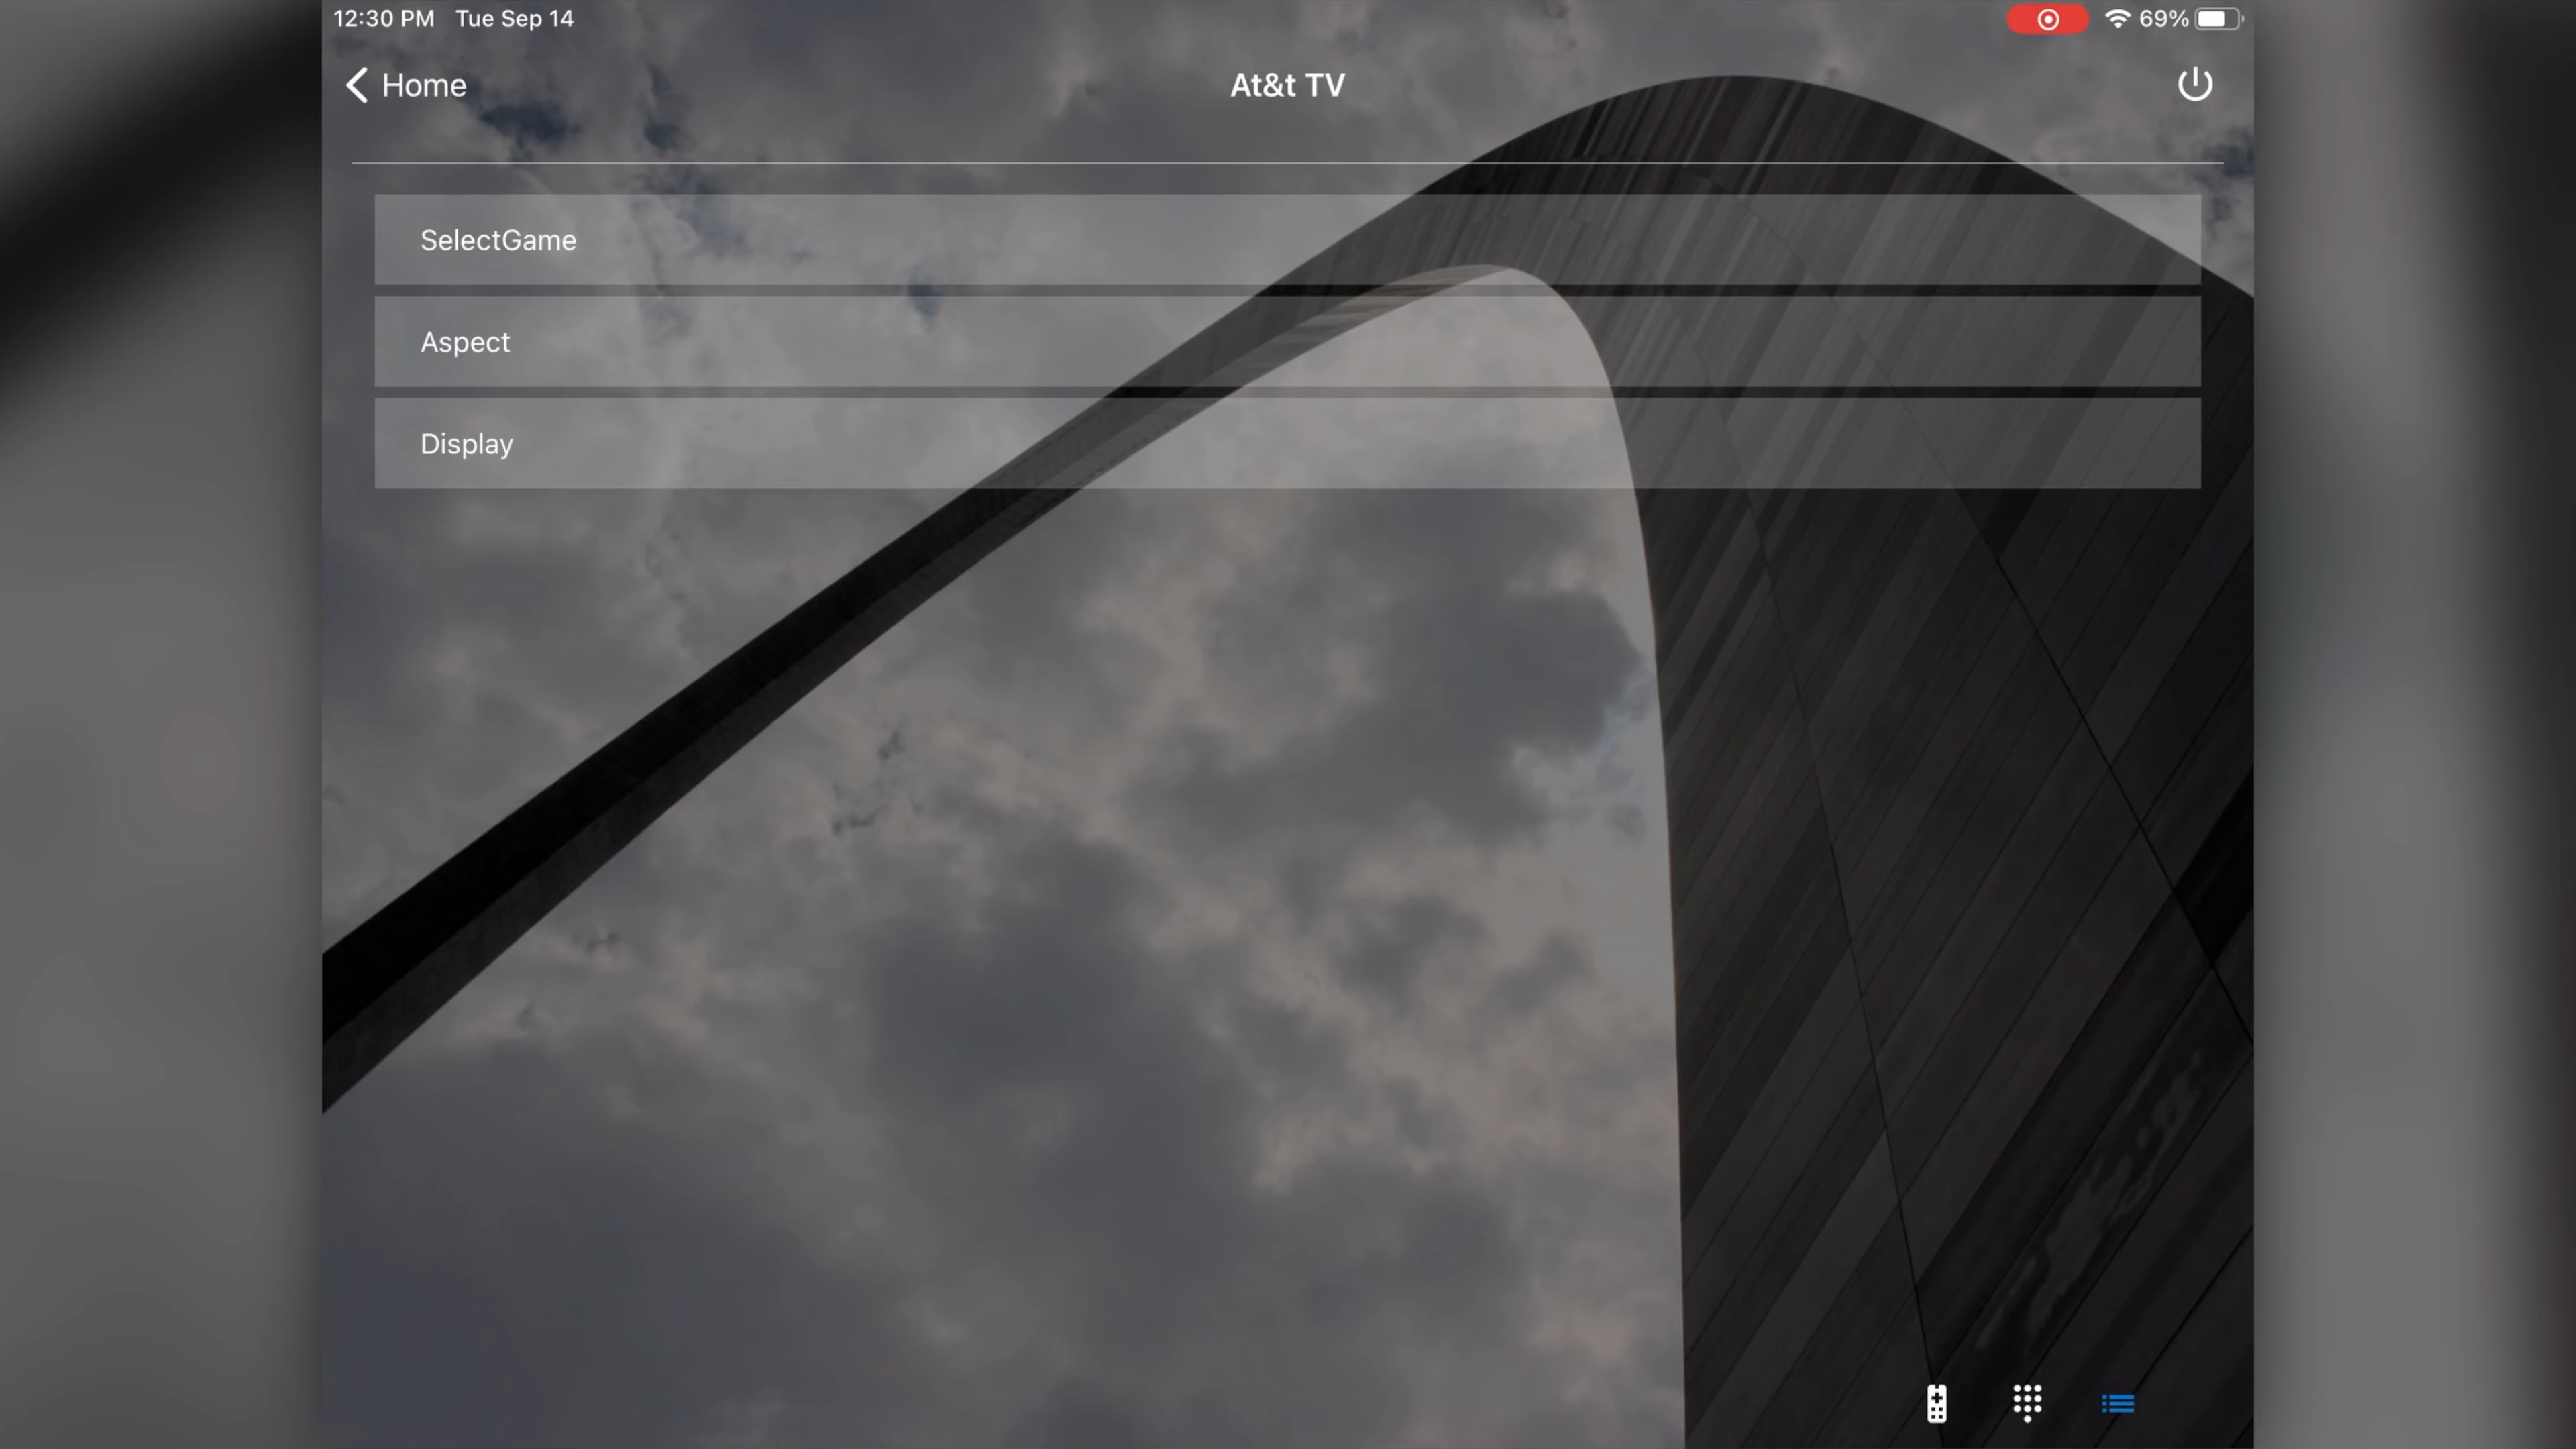 12:30 PM Tue Sep 14
69%
Home
At&t TV
SelectGame
Aspect
Display